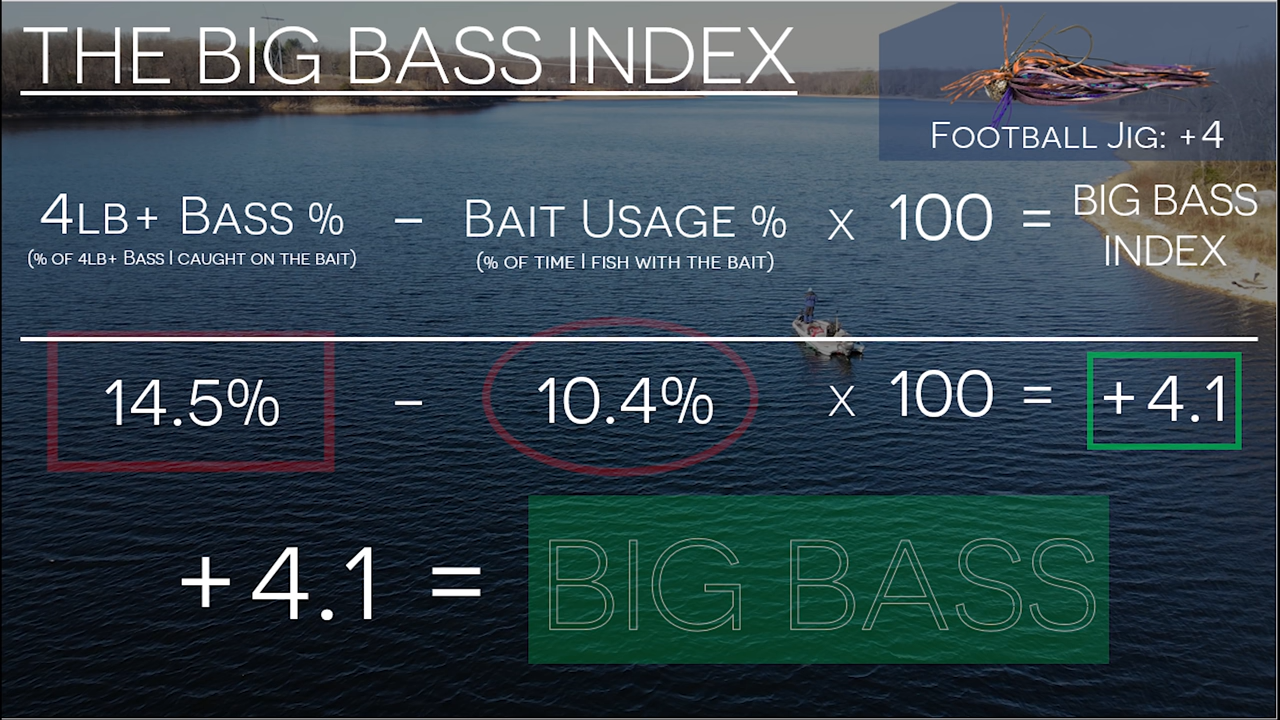 THE BIG BASS INDEX
FOOTBALL JIG: +4
4LB+ BASS % – BAIT USAGE % X 100 = BIG BASS INDEX
(% OF 4LB+ BASS I CAUGHT ON THE BAIT) (% OF TIME I FISH WITH THE BAIT)
14.5% – 10.4% X 100 = +4.1
+4.1 = BIG BASS